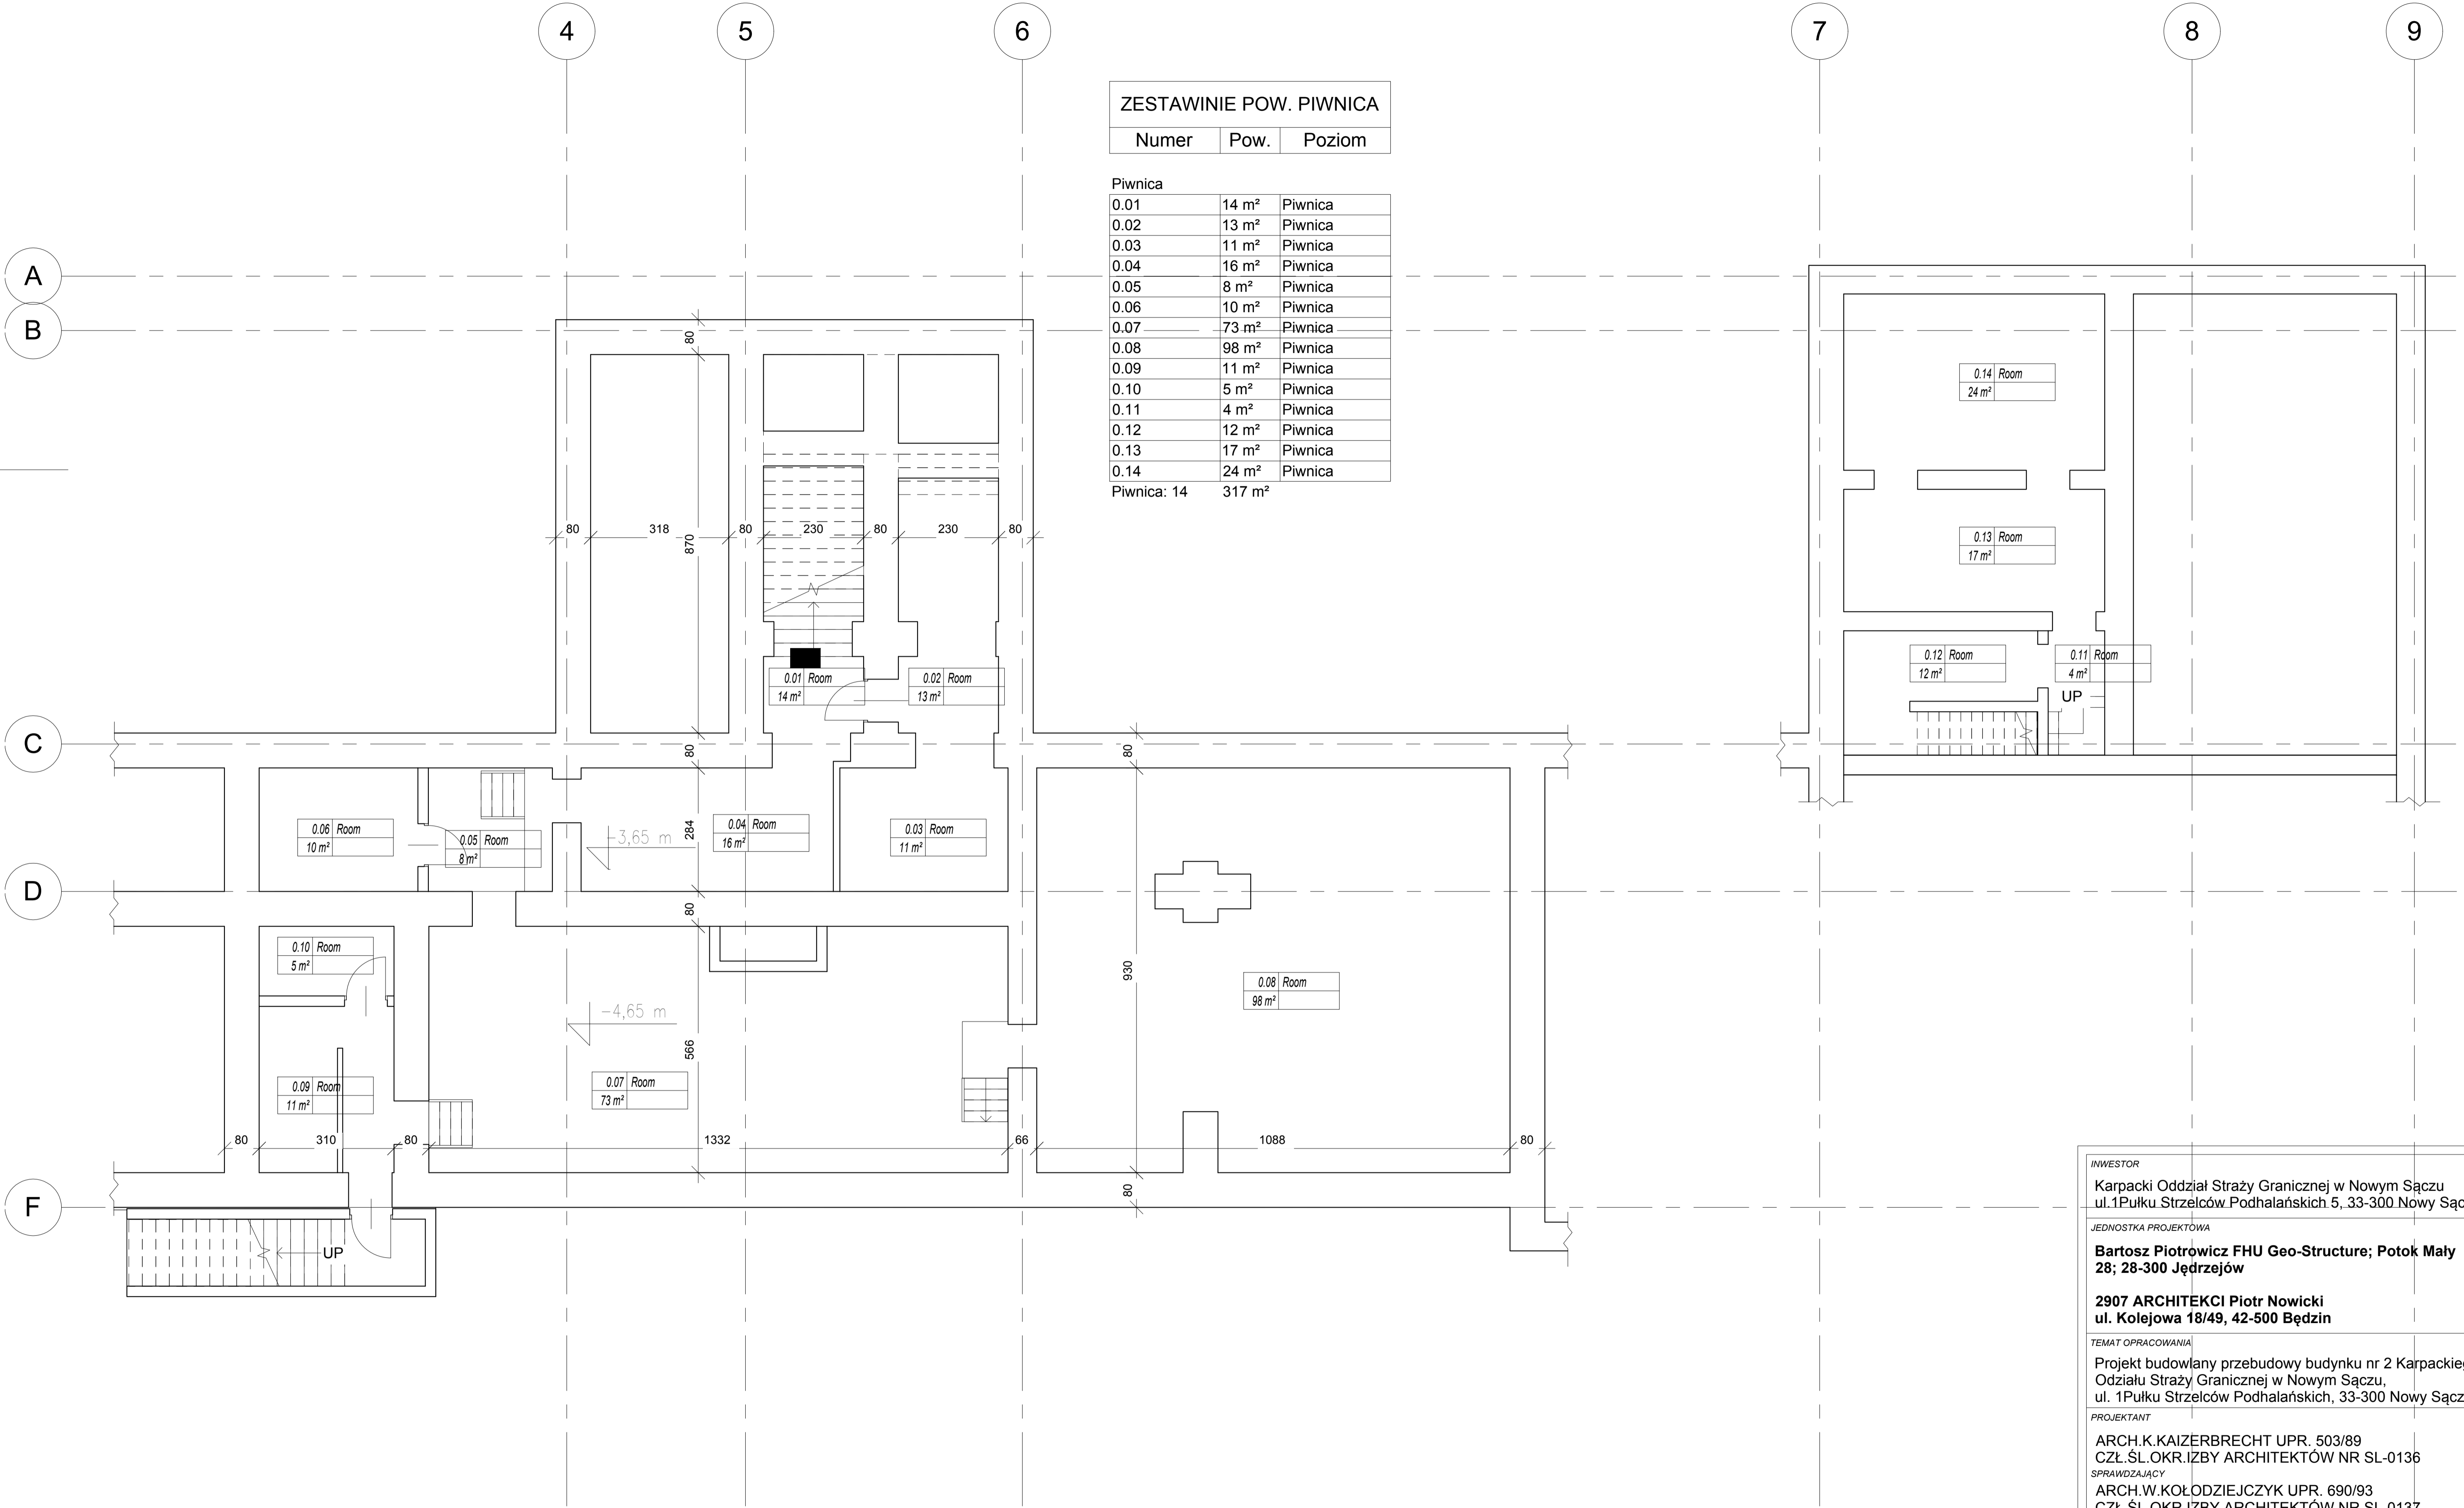 4
5
6
7
8
9
A
B
C
D
F
ZESTAWINIE POW. PIWNICA
Numer Pow. Poziom
Piwnica
0.01 14 m² Piwnica
0.02 13 m² Piwnica
0.03 11 m² Piwnica
0.04 16 m² Piwnica
0.05 8 m² Piwnica
0.06 10 m² Piwnica
0.07 73 m² Piwnica
0.08 98 m² Piwnica
0.09 11 m² Piwnica
0.10 5 m² Piwnica
0.11 4 m² Piwnica
0.12 12 m² Piwnica
0.13 17 m² Piwnica
0.14 24 m² Piwnica
Piwnica: 14 317 m²
80
80 318 80 230 80 230 80
870
0.14 Room
24 m²
0.13 Room
17 m²
0.12 Room
12 m²
0.11 Room
4 m²
UP
0.01 Room
14 m²
0.02 Room
13 m²
80
80
0.06 Room
10 m²
0.05 Room
8 m²
-3,65 m
284
0.04 Room
16 m²
0.03 Room
11 m²
80
0.10 Room
5 m²
930
0.08 Room
98 m²
-4,65 m
566
0.09 Room
11 m²
0.07 Room
73 m²
80 310 80 1332 66 1088 80
80
UP
INWESTOR
Karpacki Oddział Straży Granicznej w Nowym Sączu
ul.1Pułku Strzelców Podhalańskich 5, 33-300 Nowy Sąc
JEDNOSTKA PROJEKTOWA
Bartosz Piotrowicz FHU Geo-Structure; Potok Mały
28; 28-300 Jędrzejów
2907 ARCHITEKCI Piotr Nowicki
ul. Kolejowa 18/49, 42-500 Będzin
TEMAT OPRACOWANIA
Projekt budowlany przebudowy budynku nr 2 Karpackie
Odziału Straży Granicznej w Nowym Sączu,
ul. 1Pułku Strzelców Podhalańskich, 33-300 Nowy Sącz
PROJEKTANT
ARCH.K.KAIZERBRECHT UPR. 503/89
CZŁ.ŚL.OKR.IZBY ARCHITEKTÓW NR SL-0136
SPRAWDZAJĄCY
ARCH.W.KOŁODZIEJCZYK UPR. 690/93
CZŁ.ŚL.OKR.IZBY ARCHITEKTÓW NR SL-0137